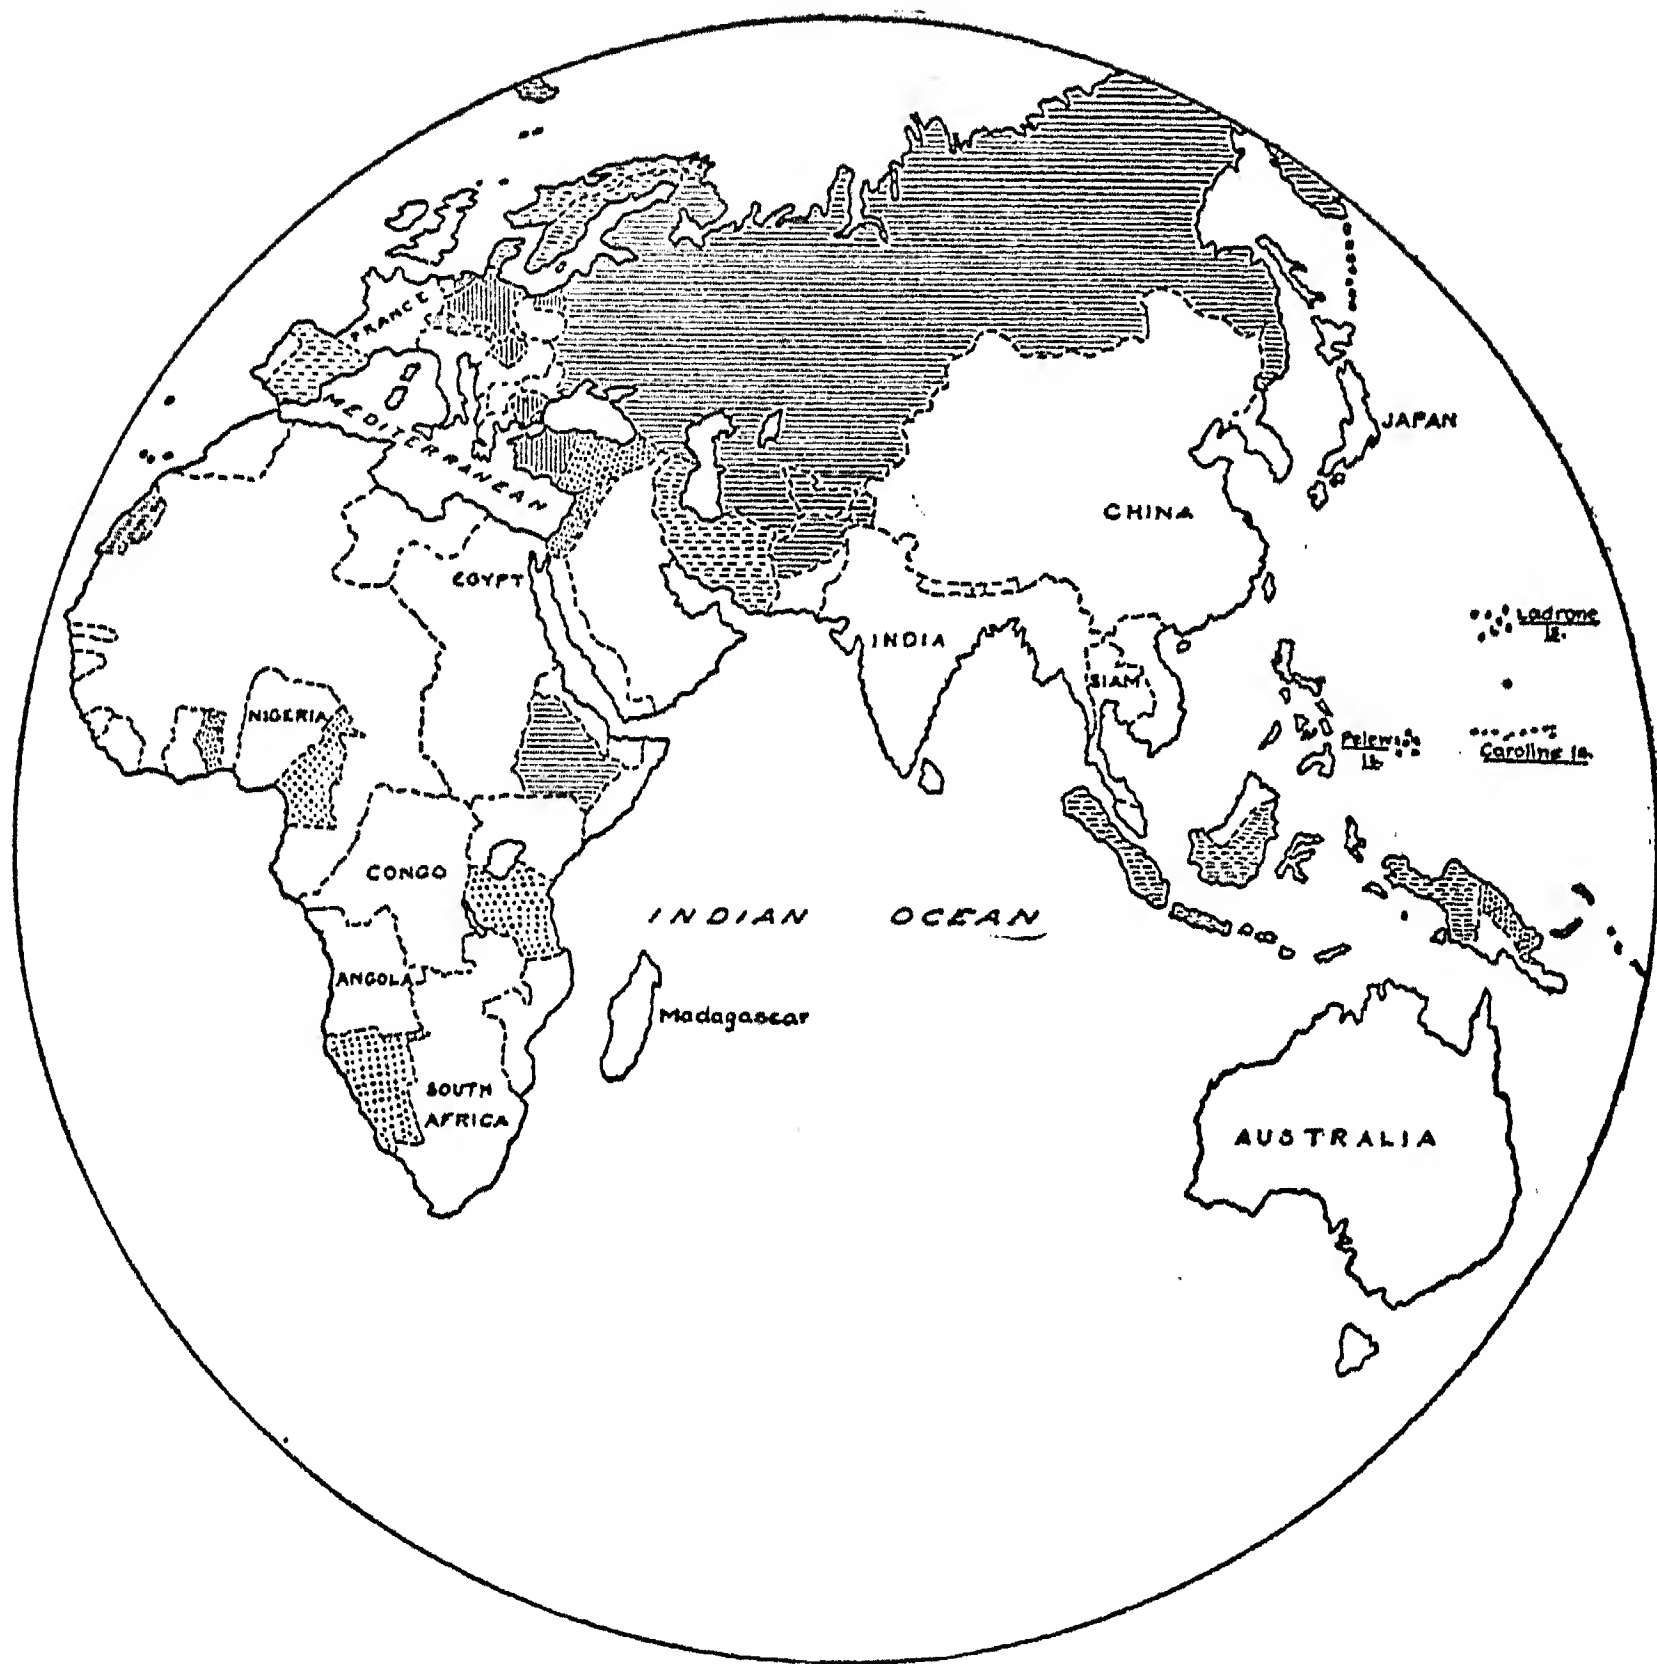 FRANCE
MEDITERRANEAN
JAPAN
CHINA
EGYPT
Ladrone
Is.
INDIA
SIAM
NIGERIA
Pelew
Is.
Caroline Is.
CONGO
INDIAN OCEAN
ANGOLA
Madagascar
SOUTH
AFRICA
AUSTRALIA